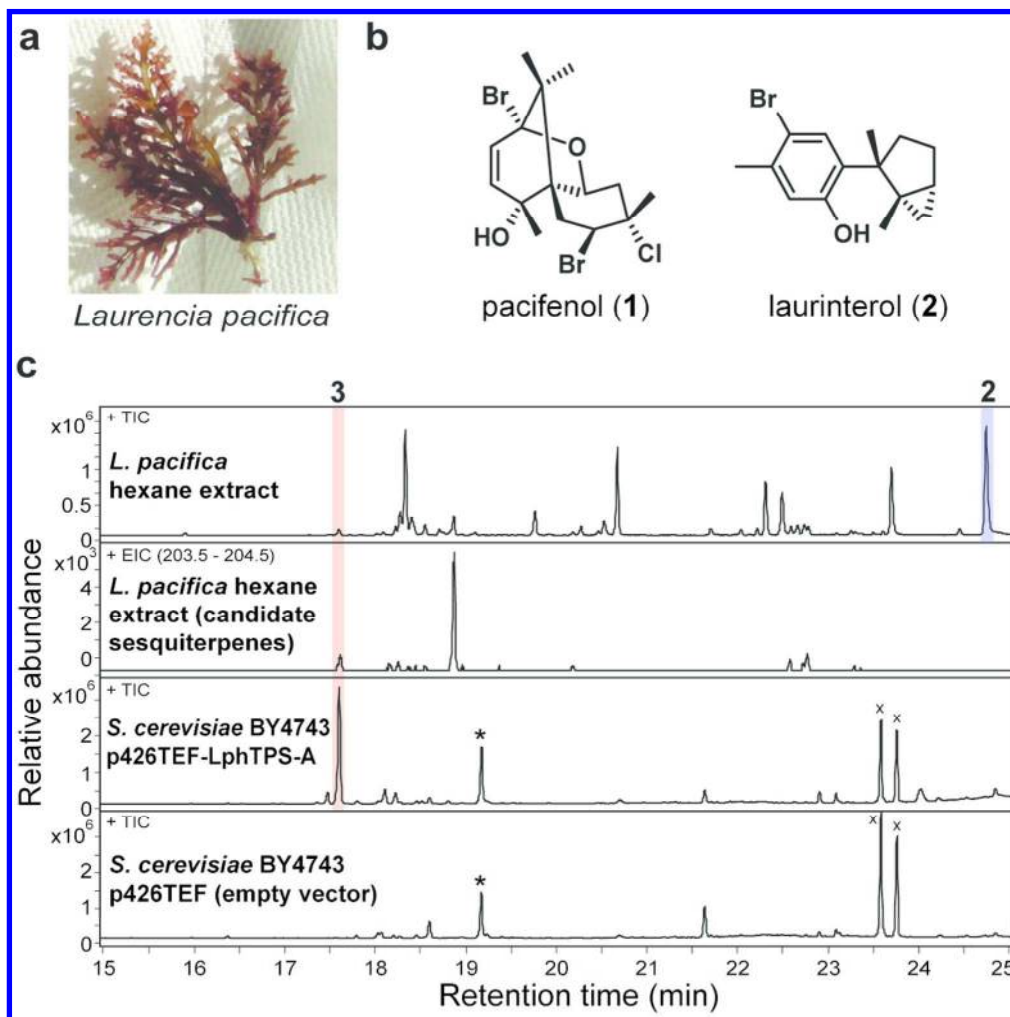 a
b
Laurencia pacifica
Br
O
HO
Br
Cl
pacifenol (1)
Br
OH
laurinterol (2)
c
3
2
Relative abundance
+ TIC
x10⁶
L. pacifica
hexane extract
1
0.5
0
+ EIC (203.5 - 204.5)
x10³
L. pacifica hexane
extract (candidate
sesquiterpenes)
4
2
0
+ TIC
x10⁶
S. cerevisiae BY4743
p426TEF-LphTPS-A
2
1
0
*
x
x
+ TIC
x10⁶
S. cerevisiae BY4743
p426TEF (empty vector)
2
1
0
*
x
x
15 16 17 18 19 20 21 22 23 24 25
Retention time (min)